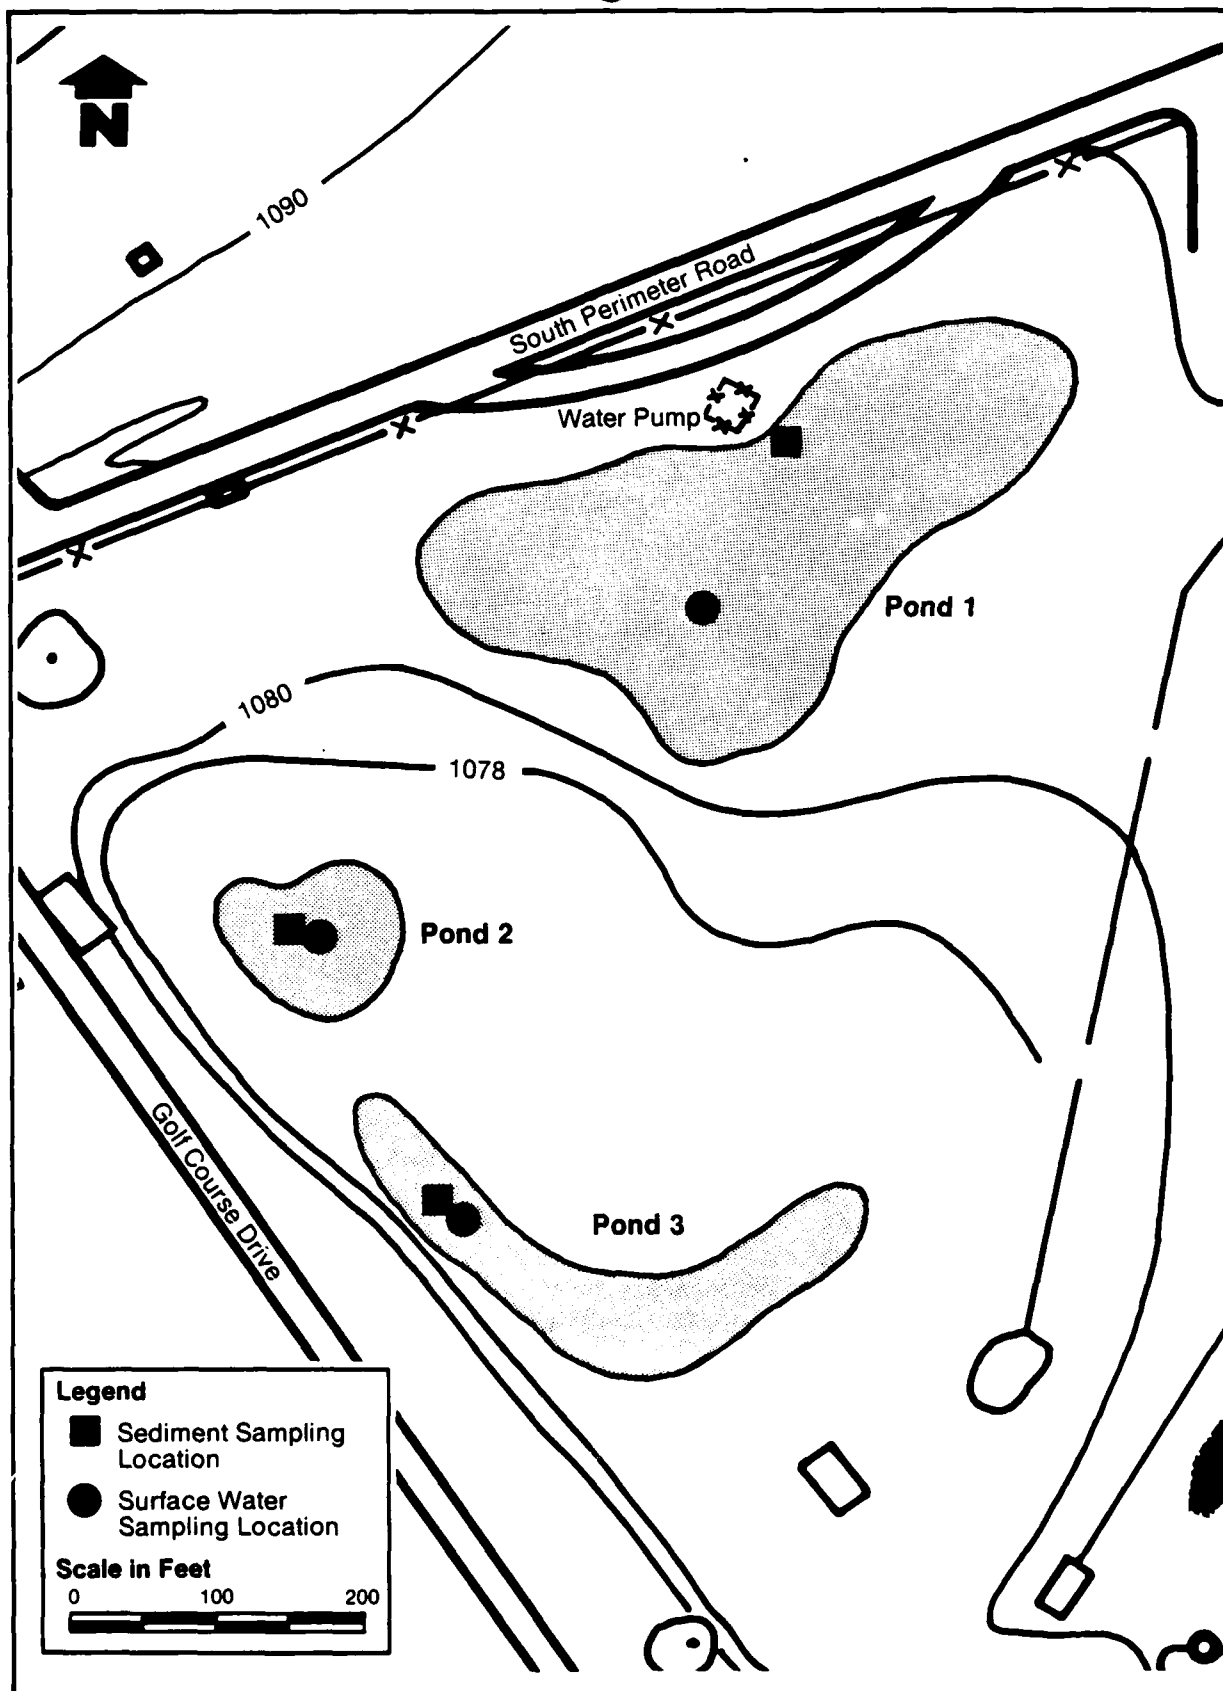 N
1090
South Perimeter Road
Water Pump
Pond 1
1080
1078
Pond 2
Golf Course Drive
Pond 3
Legend
Sediment Sampling
Location
Surface Water
Sampling Location
Scale in Feet
0 100 200